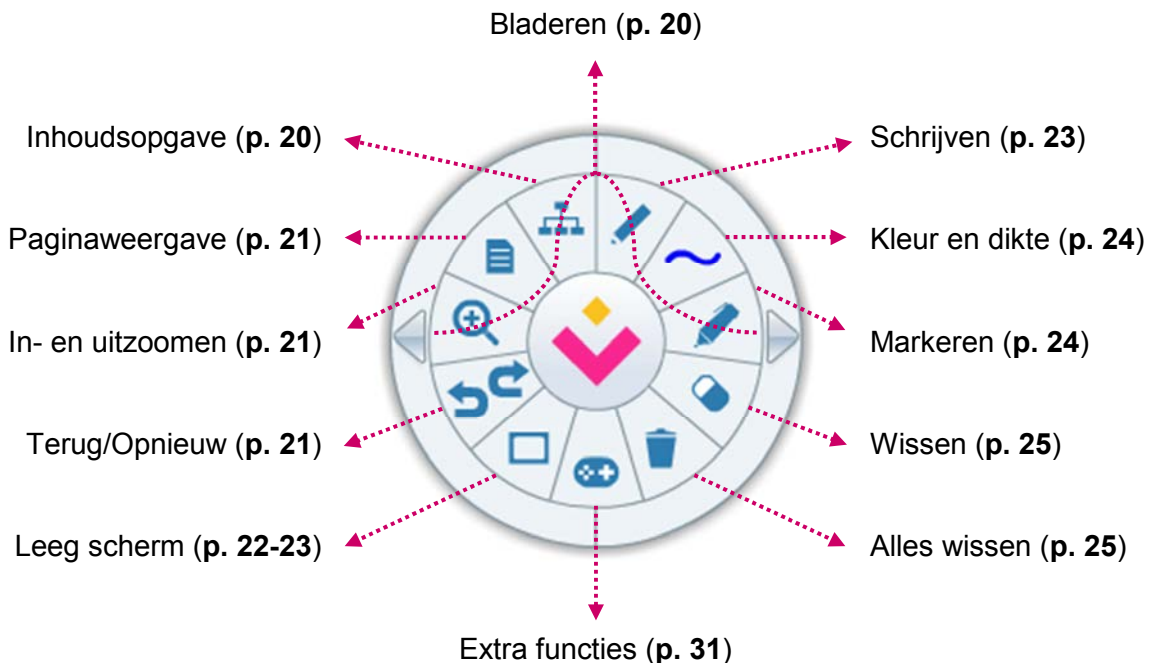 Bladeren (p. 20)
Inhoudsopgave (p. 20)
Schrijven (p. 23)
Paginaweergave (p. 21)
Kleur en dikte (p. 24)
In- en uitzoomen (p. 21)
Markeren (p. 24)
Terug/Opnieuw (p. 21)
Wissen (p. 25)
Leeg scherm (p. 22-23)
Alles wissen (p. 25)
Extra functies (p. 31)